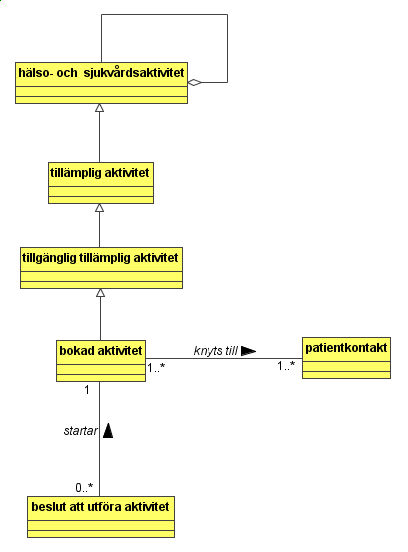 hälso- och  sjukvårdsaktivitet
tillämplig aktivitet
tillgänglig tillämplig aktivitet
bokad aktivitet
knyts till
patientkontakt
1..*
1..*
1
startar
0..*
beslut att utföra aktivitet